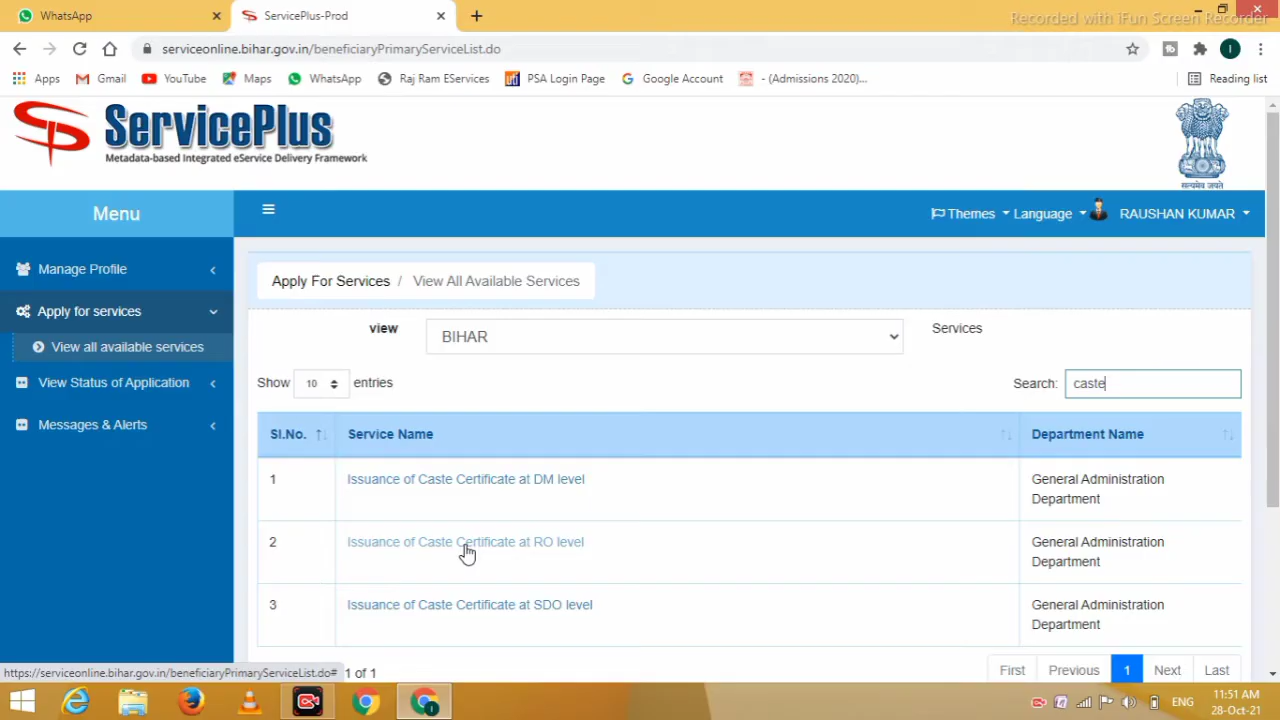 WhatsApp
ServicePlus-Prod
Recorded with iFun Screen Recorder
serviceonline.bihar.gov.in/beneficiaryPrimaryServiceList.do
I
Apps
Gmail
YouTube
Maps
WhatsApp
Raj Ram EServices
PSA Login Page
Google Account
- (Admissions 2020)...
Reading list
ServicePlus
Metadata-based Integrated eService Delivery Framework
सत्यमेव जयते
Menu
Themes
Language
RAUSHAN KUMAR
Manage Profile
Apply for services
View all available services
View Status of Application
Messages & Alerts
Apply For Services / View All Available Services
view
BIHAR
Services
Show 10 entries
Search: caste
Sl.No.
Service Name
Department Name
1
Issuance of Caste Certificate at DM level
General Administration
Department
2
Issuance of Caste Certificate at RO level
General Administration
Department
3
Issuance of Caste Certificate at SDO level
General Administration
Department
https://serviceonline.bihar.gov.in/beneficiaryPrimaryServiceList.do#
1 of 1
First
Previous
1
Next
Last
ENG
11:51 AM
28-Oct-21